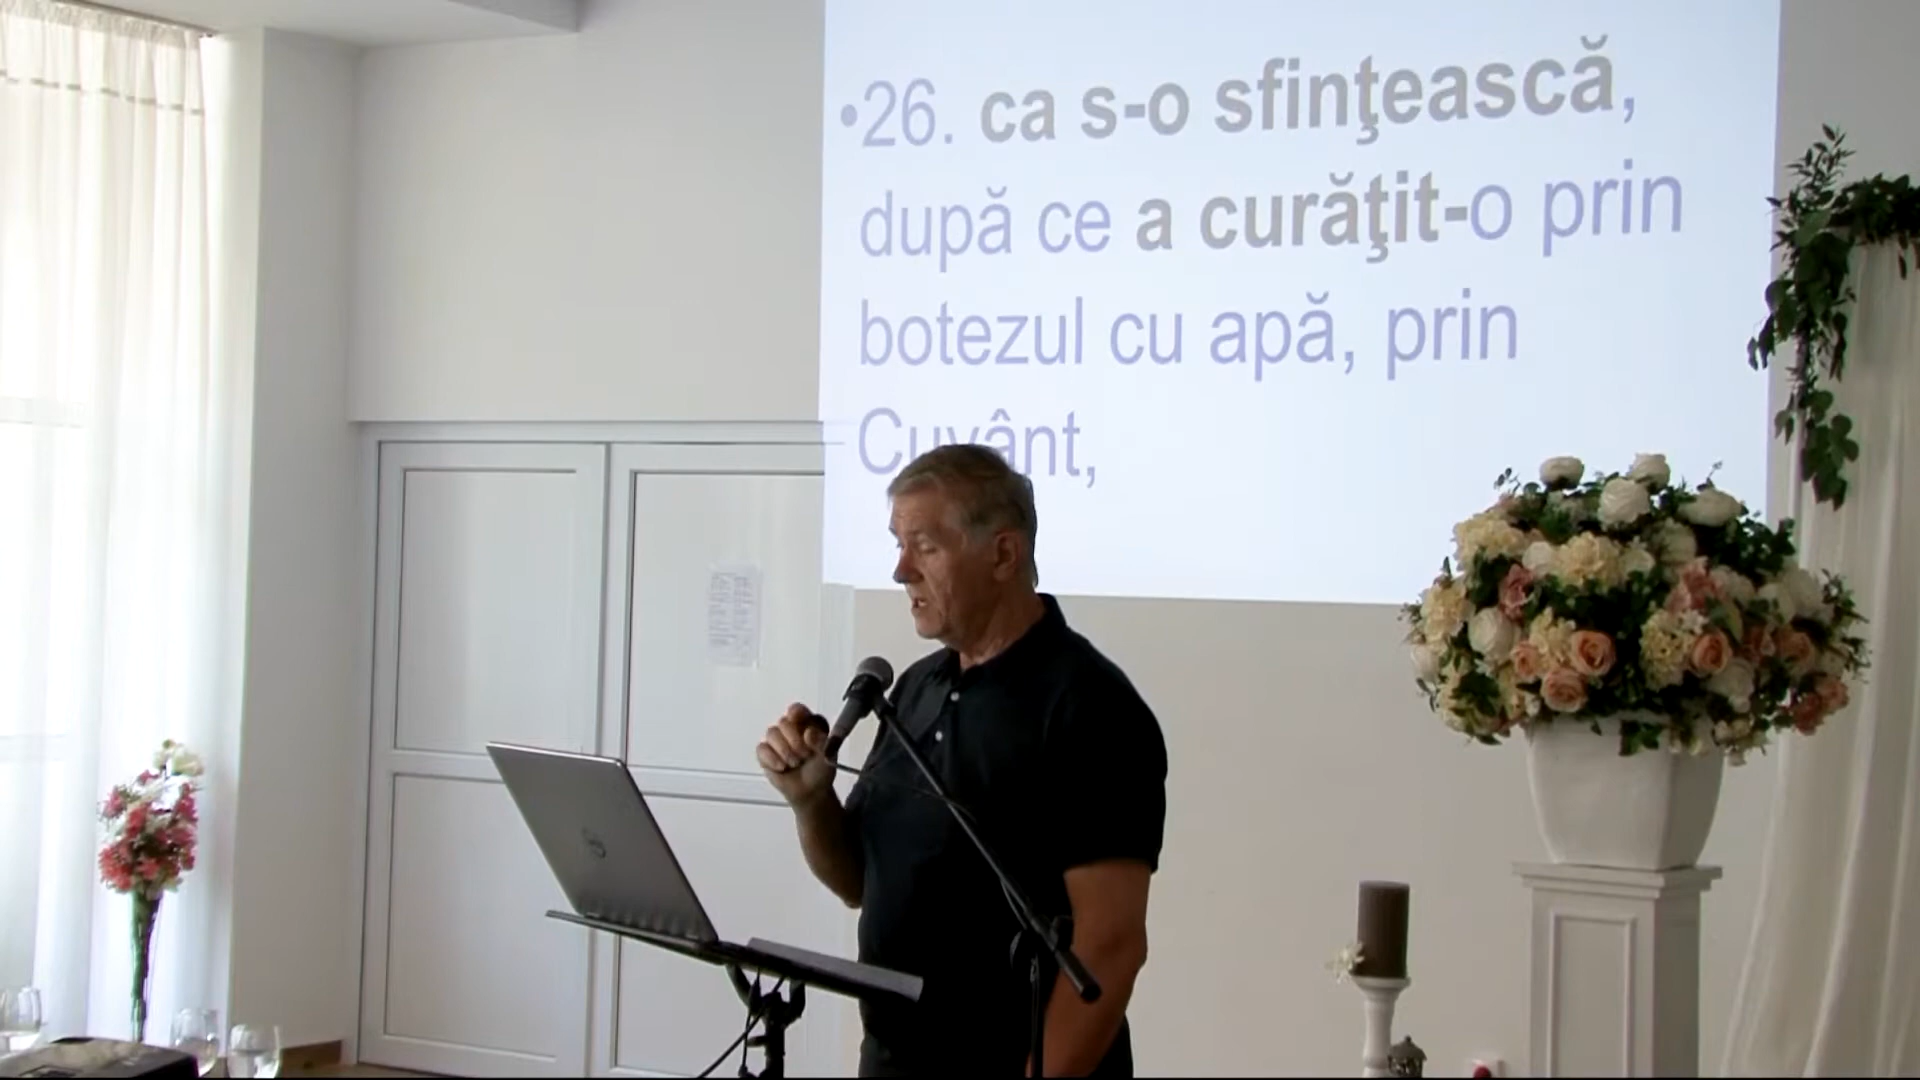 •26. ca s-o sfinţească,
după ce a curăţit-o prin
botezul cu apă, prin
Cuvânt,